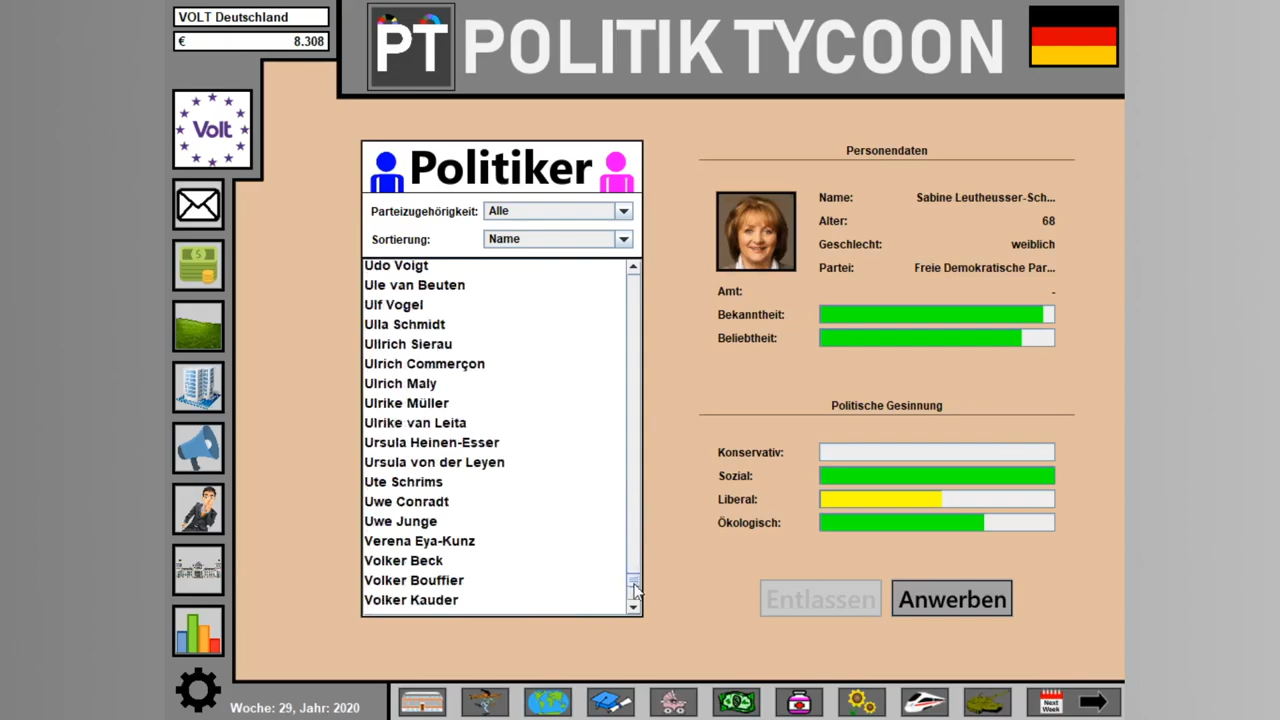 VOLT Deutschland
€ 8.308
PT POLITIK TYCOON
Volt
Politiker
Parteizugehörigkeit: Alle
Sortierung: Name
Udo Voigt
Ule van Beuten
Ulf Vogel
Ulla Schmidt
Ullrich Sierau
Ulrich Commerçon
Ulrich Maly
Ulrike Müller
Ulrike van Leita
Ursula Heinen-Esser
Ursula von der Leyen
Ute Schrims
Uwe Conradt
Uwe Junge
Verena Eya-Kunz
Volker Beck
Volker Bouffier
Volker Kauder
Personendaten
Name: Sabine Leutheusser-Sch...
Alter: 68
Geschlecht: weiblich
Partei: Freie Demokratische Par...
Amt: -
Bekanntheit:
Beliebtheit:
Politische Gesinnung
Konservativ:
Sozial:
Liberal:
Ökologisch:
Entlassen Anwerben
Woche: 29, Jahr: 2020
Next Week